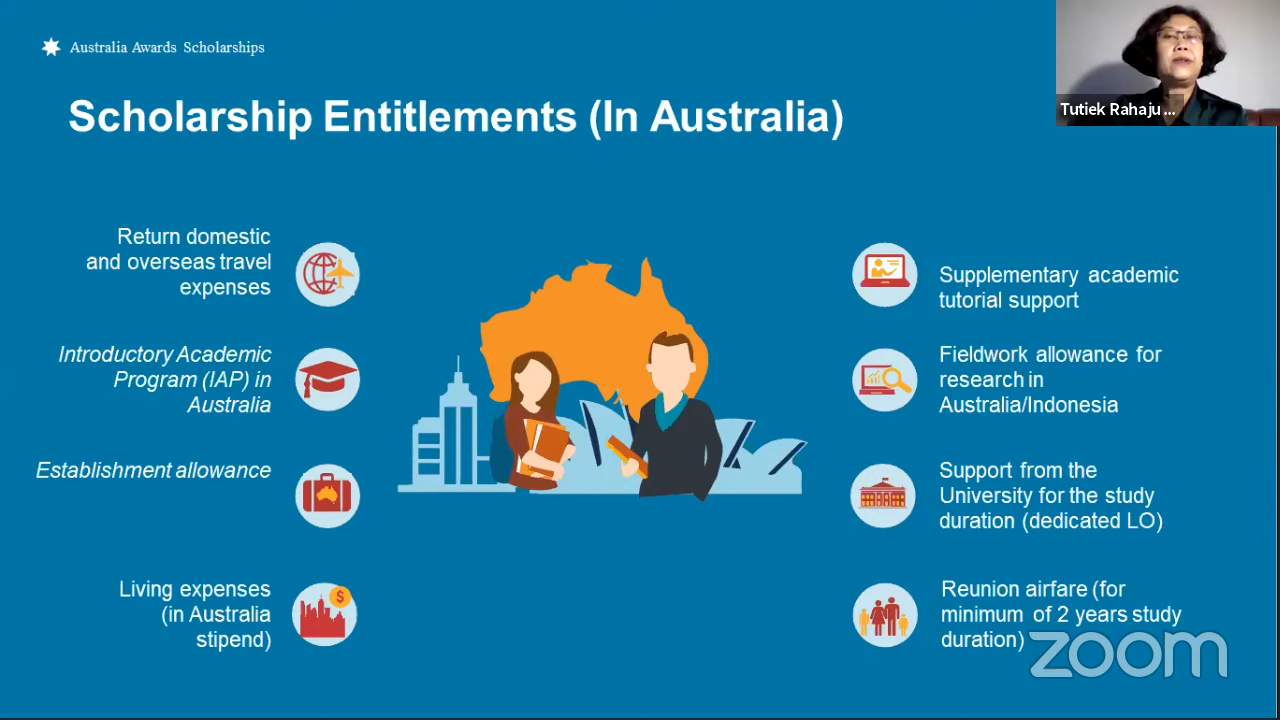 Australia Awards Scholarships
Tutiek Rahaju ...
Scholarship Entitlements (In Australia)
Return domestic
and overseas travel
expenses
Introductory Academic
Program (IAP) in
Australia
Establishment allowance
Living expenses
(in Australia
stipend)
$
Supplementary academic
tutorial support
Fieldwork allowance for
research in
Australia/Indonesia
Support from the
University for the study
duration (dedicated LO)
Reunion airfare (for
minimum of 2 years study
duration)
zoom